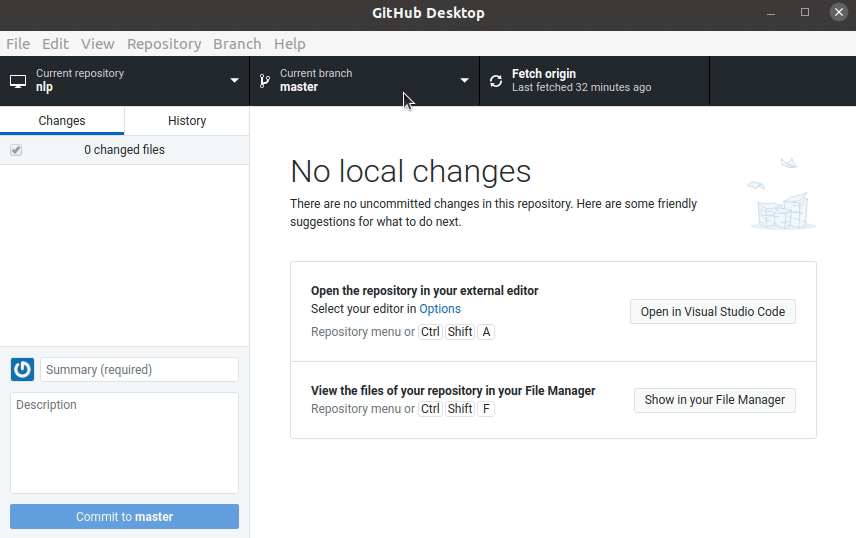 GitHub Desktop
File Edit View Repository Branch Help
Current repository
nlp
Current branch
master
Fetch origin
Last fetched 32 minutes ago
Changes
History
0 changed files
No local changes
There are no uncommitted changes in this repository. Here are some friendly
suggestions for what to do next.
Open the repository in your external editor
Select your editor in Options
Repository menu or Ctrl Shift A
Open in Visual Studio Code
View the files of your repository in your File Manager
Repository menu or Ctrl Shift F
Show in your File Manager
Summary (required)
Description
Commit to master